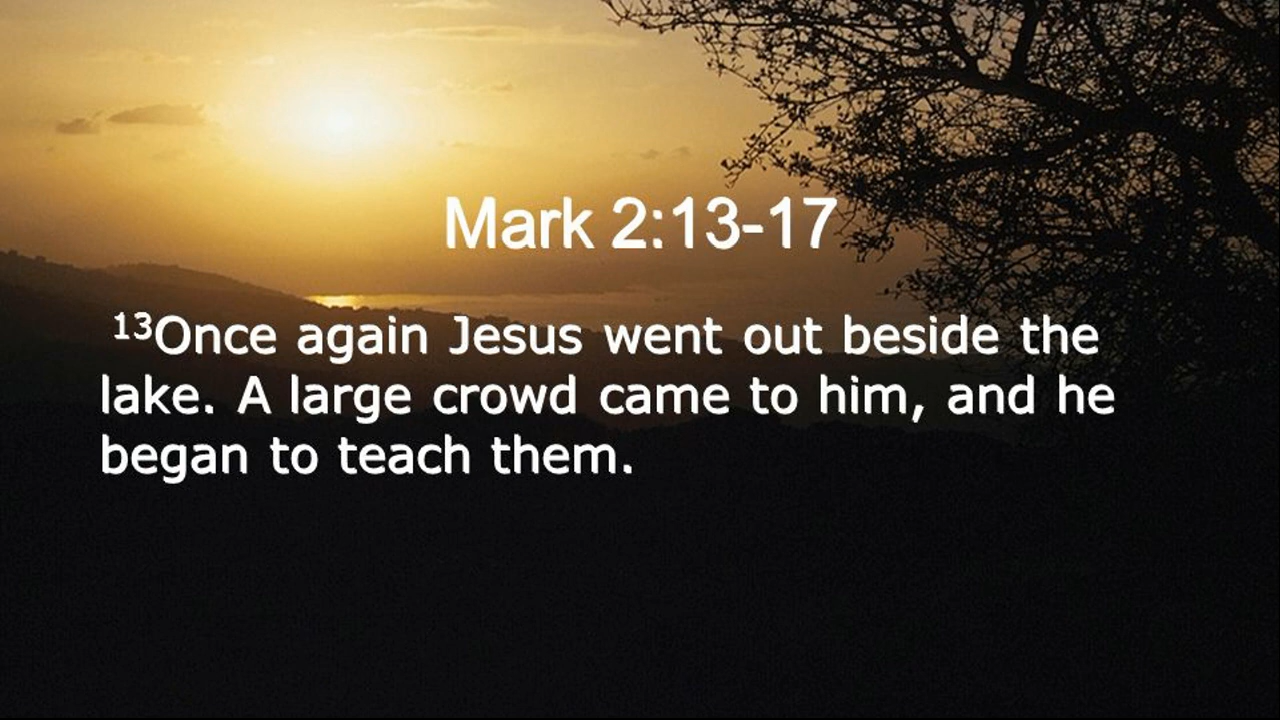 Mark 2:13-17
¹³Once again Jesus went out beside the
lake. A large crowd came to him, and he
began to teach them.